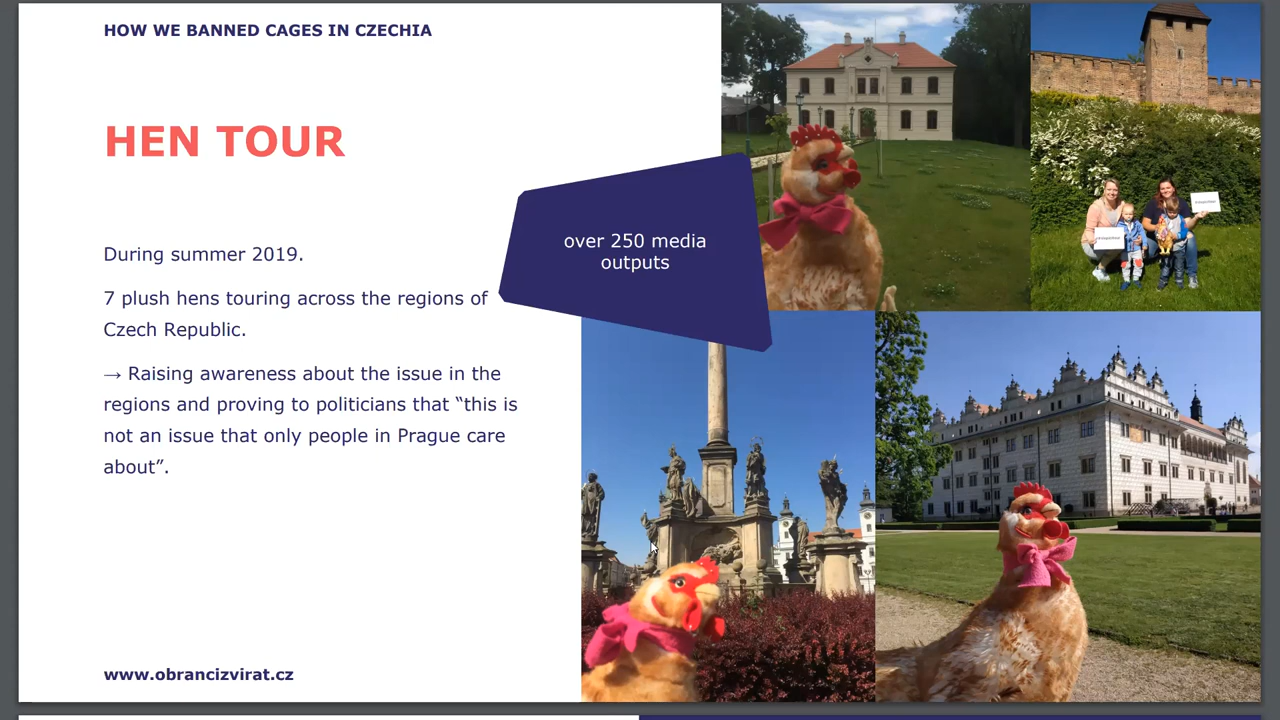 HOW WE BANNED CAGES IN CZECHIA
HEN TOUR
During summer 2019.
7 plush hens touring across the regions of
Czech Republic.
→ Raising awareness about the issue in the
regions and proving to politicians that “this is
not an issue that only people in Prague care
about”.
over 250 media
outputs
www.obrancizvirat.cz